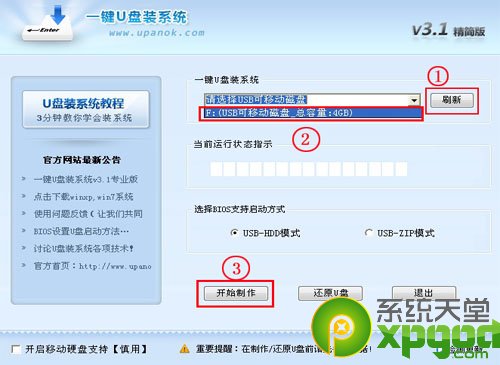 Enter
一键U盘装系统
www.upanok.com
v3.1 精简版
U盘装系统教程
3分钟教你学会装系统
官方网站最新公告
一键U盘装系统v3.1专业版
点击下载winxp,win7系统
使用问题反馈(让我们共同
BIOS设置U盘启动方法…
讨论U盘装系统各项技术!
官方首页:http://www.upano
一键U盘装系统
①
请选择USB可移动磁盘
刷新
F:(USB可移动磁盘_总容量:4GB)
②
当前运行状态指示
选择BIOS支持启动方式
USB-HDD模式
USB-ZIP模式
③
开始制作
还原U盘
退出
开启移动硬盘支持【慎用】
重要提醒:在制作/还原U盘前请
系统天堂
xpgod